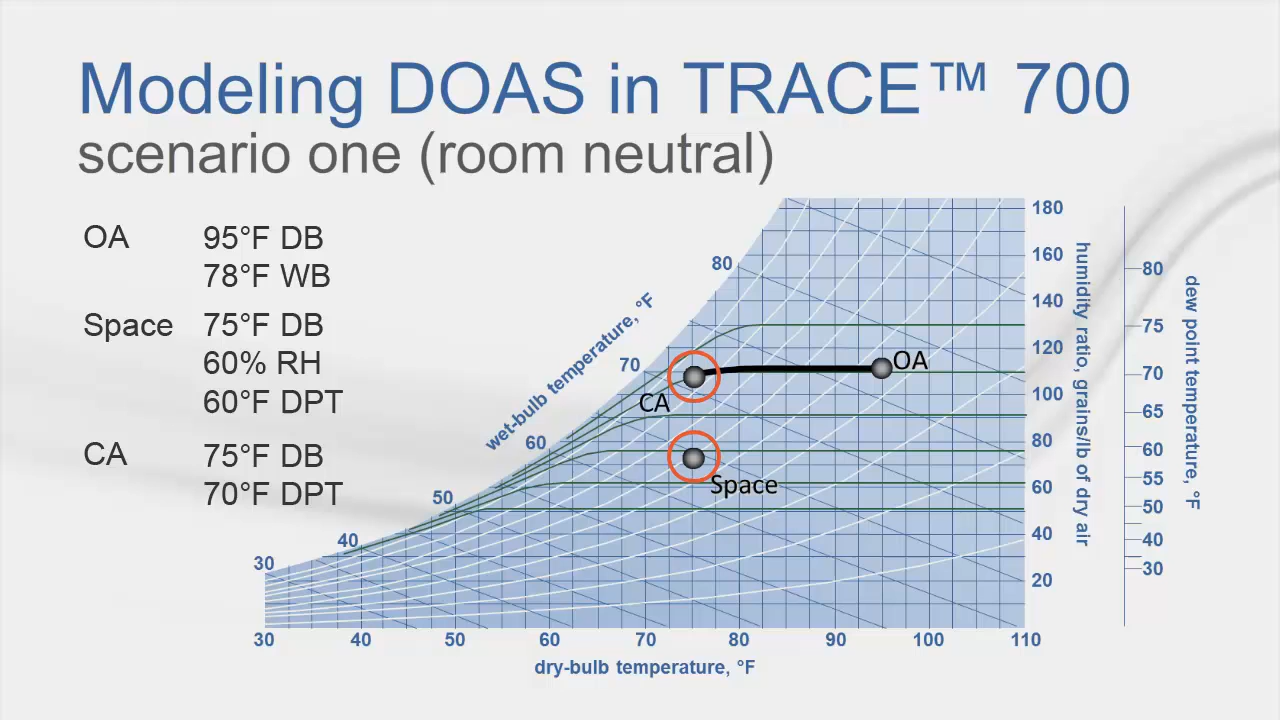 Modeling DOAS in TRACE™ 700
scenario one (room neutral)
OA 95°F DB
78°F WB
Space 75°F DB
60% RH
60°F DPT
CA 75°F DB
70°F DPT
180
160
140
120
100
80
60
40
20
humidity ratio, grains/lb of dry air
80
75
70
65
60
55
50
40
30
dew point temperature, °F
80
70
60
50
40
30
wet-bulb temperature, °F
OA
CA
Space
30 40 50 60 70 80 90 100 110
dry-bulb temperature, °F